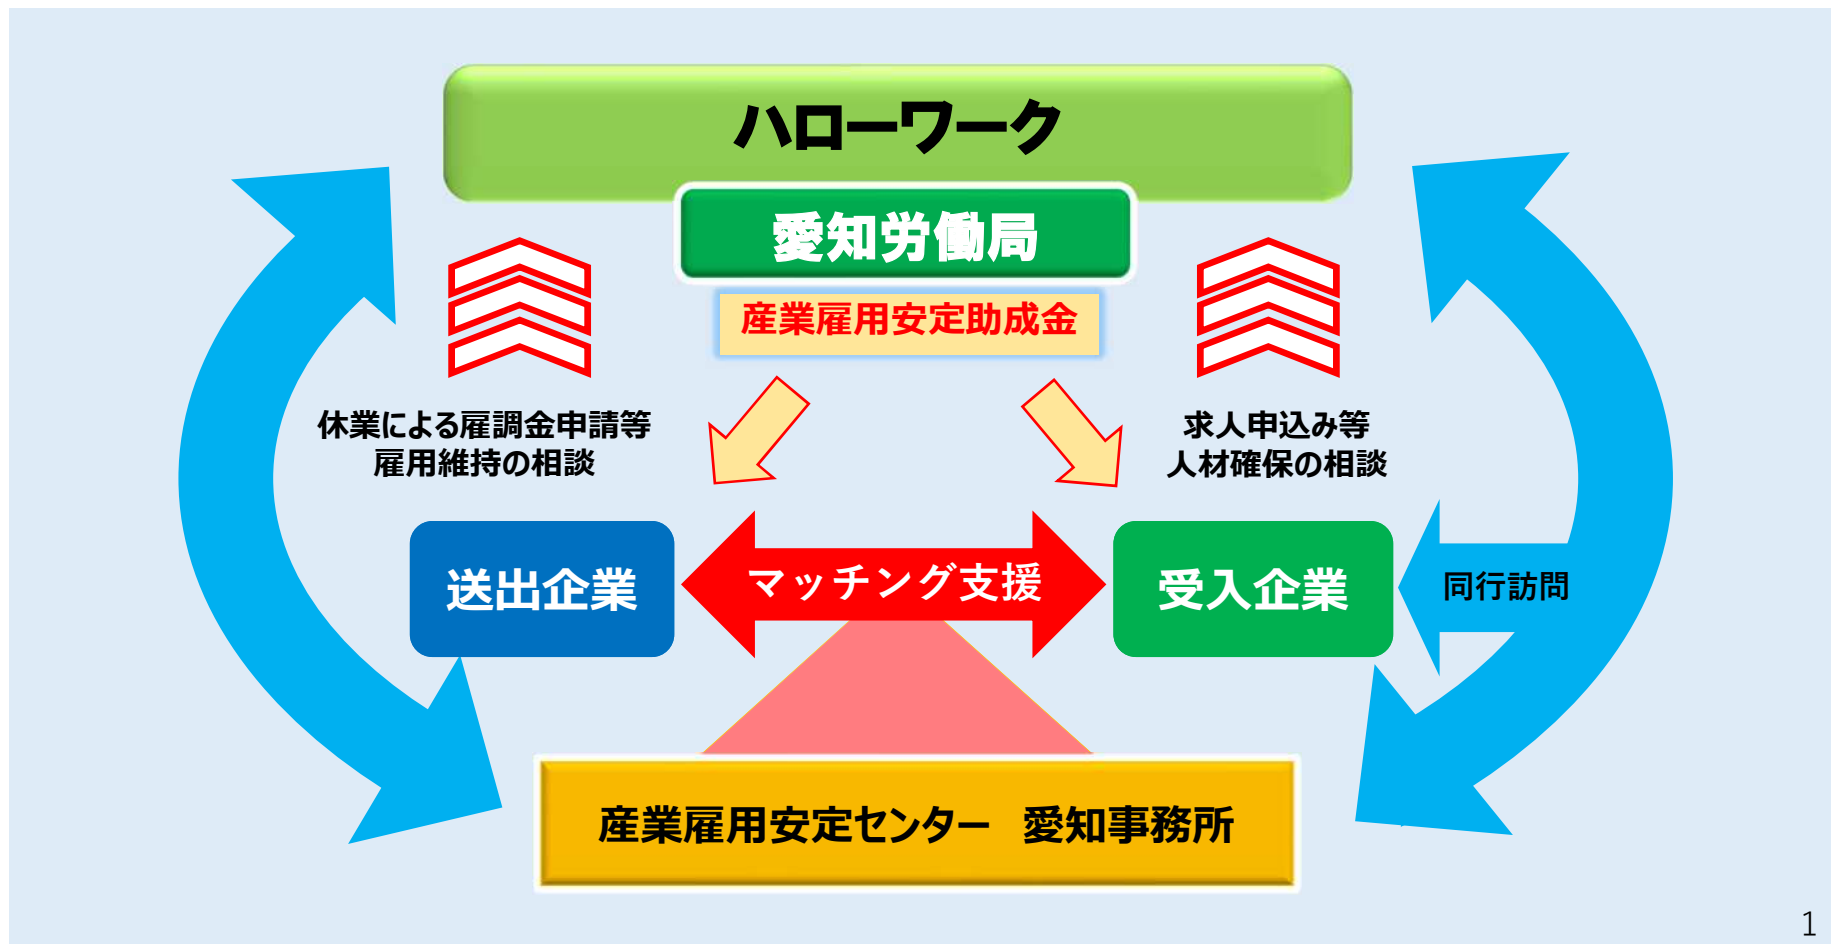 ハローワーク
愛知労働局
産業雇用安定助成金
休業による雇調金申請等
雇用維持の相談
求人申込み等
人材確保の相談
送出企業
マッチング支援
受入企業
同行訪問
産業雇用安定センター　愛知事務所
1